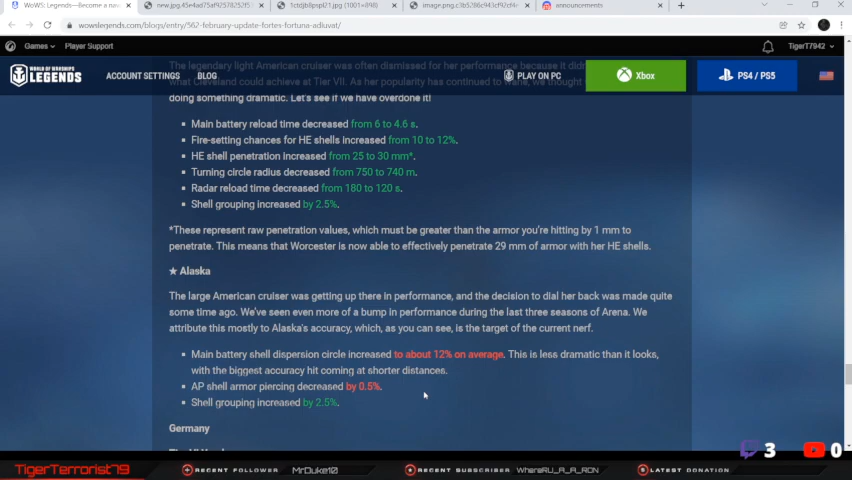 WoWS: Legends—Become a nav
new.jpg.45e4ad75af92578252f5
1ctdjb8pspl21.jpg (1001×898)
announcements
wowslegends.com/blogs/entry/562-february-update-fortes-fortuna-adiuvat/
Games
Player Support
TigerT7942
WORLD OF WARSHIPS
LEGENDS
ACCOUNT SETTINGS
BLOG
PLAY ON PC
Xbox
PS4 / PS5
The legendary light American cruiser was often dismissed for her performance because it didn
what Cleveland could achieve at Tier VII. As her popularity has continued to wane, we thought
doing something dramatic. Let's see if we have overdone it!
Main battery reload time decreased from 6 to 4.6 s.
Fire-setting chances for HE shells increased from 10 to 12%.
HE shell penetration increased from 25 to 30 mm*.
Turning circle radius decreased from 750 to 740 m.
Radar reload time decreased from 180 to 120 s.
Shell grouping increased by 2.5%.
*These represent raw penetration values, which must be greater than the armor you're hitting by 1 mm to
penetrate. This means that Worcester is now able to effectively penetrate 29 mm of armor with her HE shells.
★ Alaska
The large American cruiser was getting up there in performance, and the decision to dial her back was made quite
some time ago. We've seen even more of a bump in performance during the last three seasons of Arena. We
attribute this mostly to Alaska's accuracy, which, as you can see, is the target of the current nerf.
Main battery shell dispersion circle increased to about 12% on average. This is less dramatic than it looks,
with the biggest accuracy hit coming at shorter distances.
AP shell armor piercing decreased by 0.5%.
Shell grouping increased by 2.5%.
Germany
3
0
TIGERTERRORIST79
RECENT FOLLOWER
MrDuke10
RECENT SUBSCRIBER
WhereRU_A_A_RON
LATEST DONATION